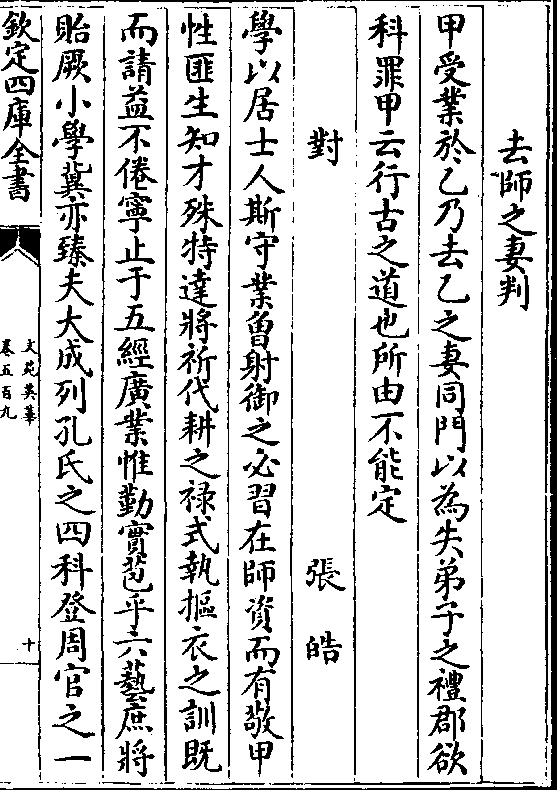 去師之妻判
甲受業於乙乃去乙之妻同門以為失弟子之禮郡欲
科罪甲云行古之道也所由不能定
對 張皓
學以居士人斯守業曽射御之必習在師資而有敬甲
性匪生知才殊特達將祈代耕之禄式執摳衣之訓既
而請益不倦寧止于五經廣業惟勤實苞乎六藝庶將
貽厥小學冀亦臻夫大成列孔氏之四科登周官之一
欽定四庫全書
文苑英華
卷五百九
十